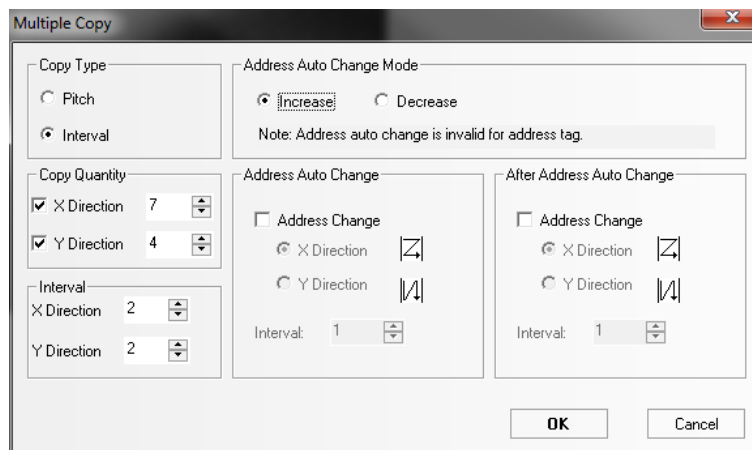 Multiple Copy
Copy Type
Pitch
Interval
Address Auto Change Mode
Increase
Decrease
Note: Address auto change is invalid for address tag.
Copy Quantity
X Direction 7
Y Direction 4
Interval
X Direction 2
Y Direction 2
Address Auto Change
Address Change
X Direction
Y Direction
Interval: 1
After Address Auto Change
Address Change
X Direction
Y Direction
Interval: 1
OK
Cancel